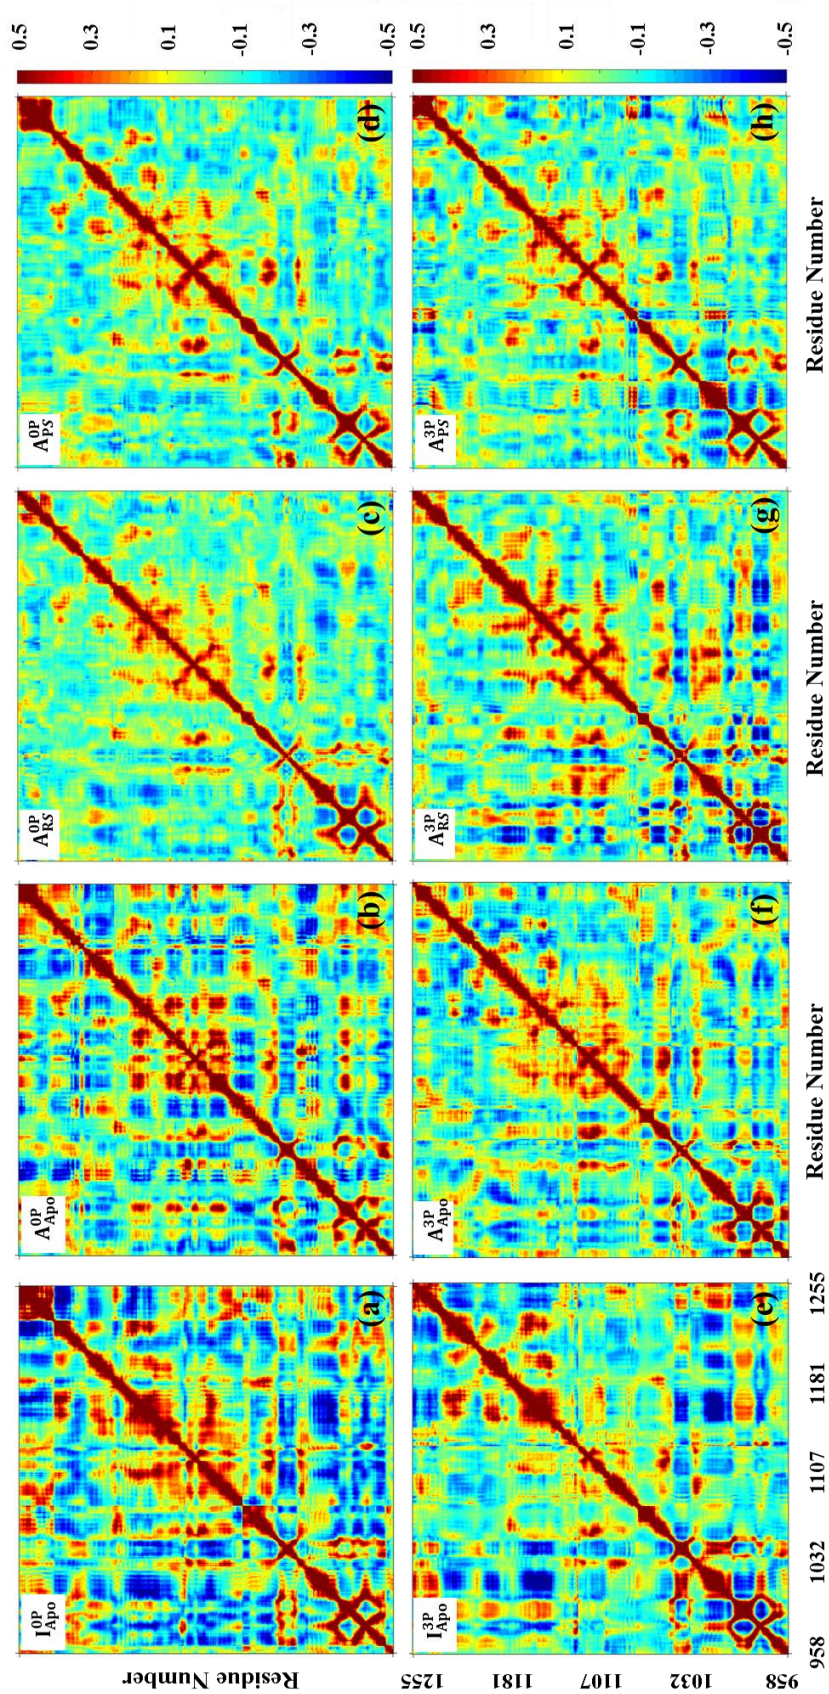 I 0P Apo
(a)
A 0P Apo
(b)
A 0P RS
(c)
A 0P PS
(d)
0.5
0.3
0.1
-0.1
-0.3
-0.5
Residue Number
I 3P Apo
(e)
A 3P Apo
(f)
A 3P RS
(g)
A 3P PS
(h)
0.5
0.3
0.1
-0.1
-0.3
-0.5
1255
1181
1107
1032
958
958 1032 1107 1181 1255
Residue Number
Residue Number
Residue Number